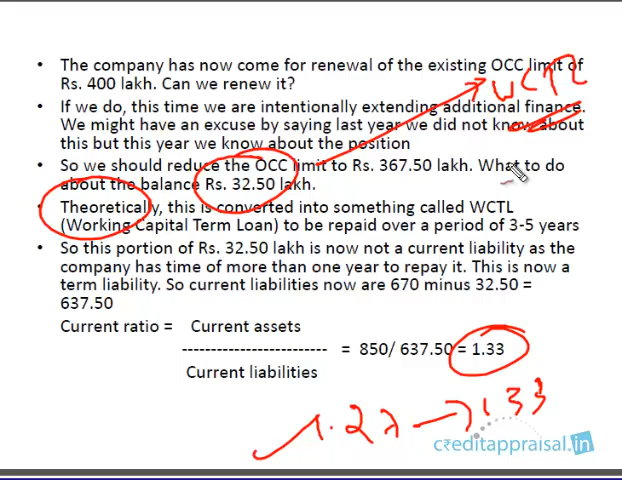 • The company has now come for renewal of the existing OCC limit of
Rs. 400 lakh. Can we renew it?
WCTL
• If we do, this time we are intentionally extending additional finance.
We might have an excuse by saying last year we did not know about
this but this year we know about the position
• So we should reduce the OCC limit to Rs. 367.50 lakh. What to do
about the balance Rs. 32.50 lakh.
• Theoretically, this is converted into something called WCTL
(Working Capital Term Loan) to be repaid over a period of 3-5 years
• So this portion of Rs. 32.50 lakh is now not a current liability as the
company has time of more than one year to repay it. This is now a
term liability. So current liabilities now are 670 minus 32.50 =
637.50
Current ratio = Current assets
--------------------------- = 850/ 637.50 = 1.33
Current liabilities
1.27 → 1.33
creditappraisal.in